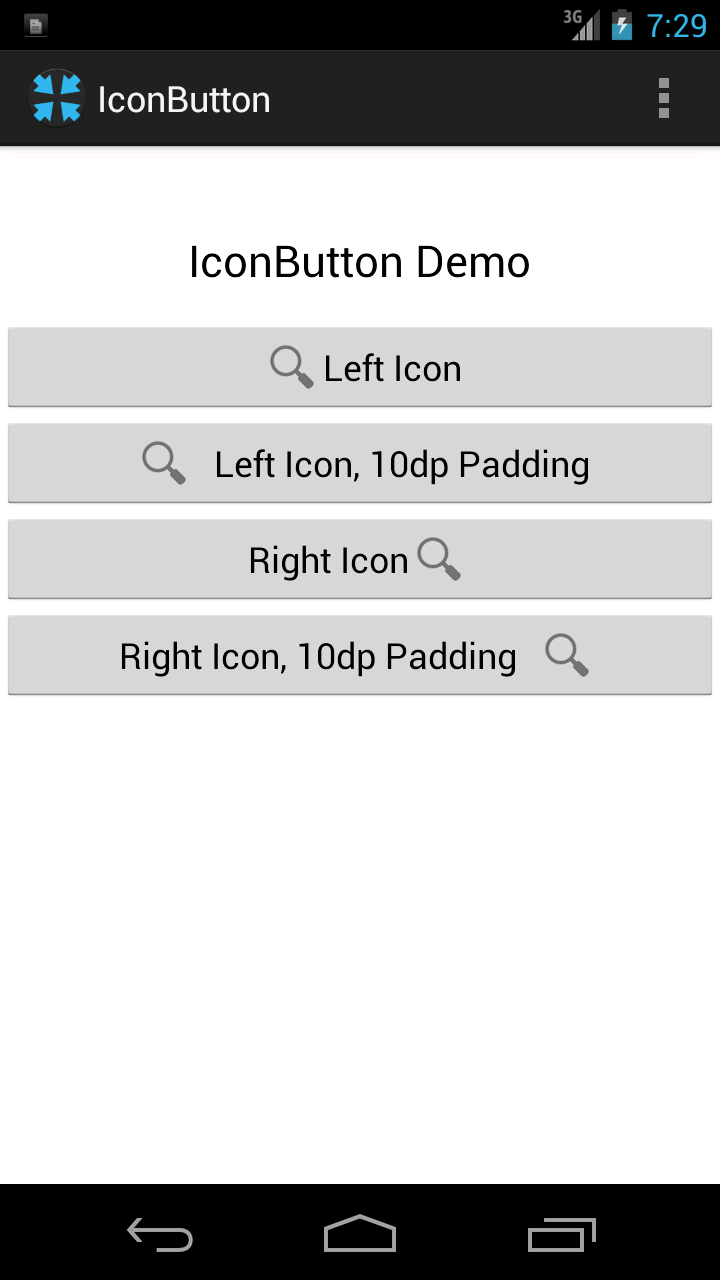 3G 7:29
IconButton
IconButton Demo
Left Icon
Left Icon, 10dp Padding
Right Icon
Right Icon, 10dp Padding